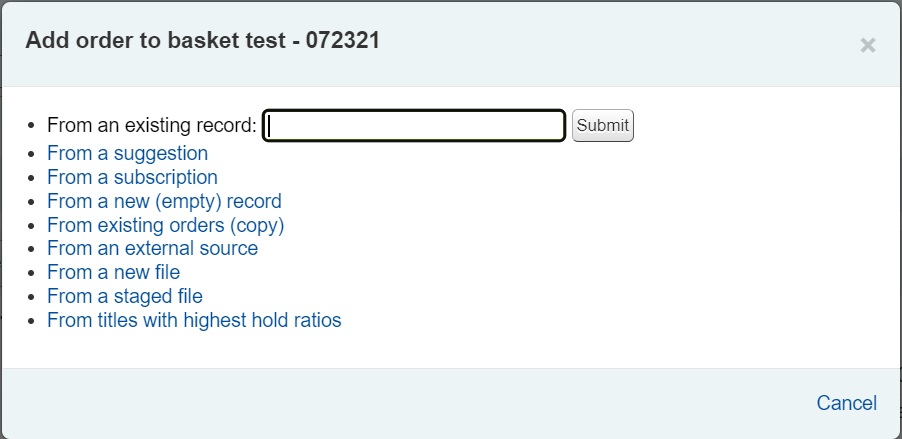 Add order to basket test - 072321
×
From an existing record: Submit
From a suggestion
From a subscription
From a new (empty) record
From existing orders (copy)
From an external source
From a new file
From a staged file
From titles with highest hold ratios
Cancel